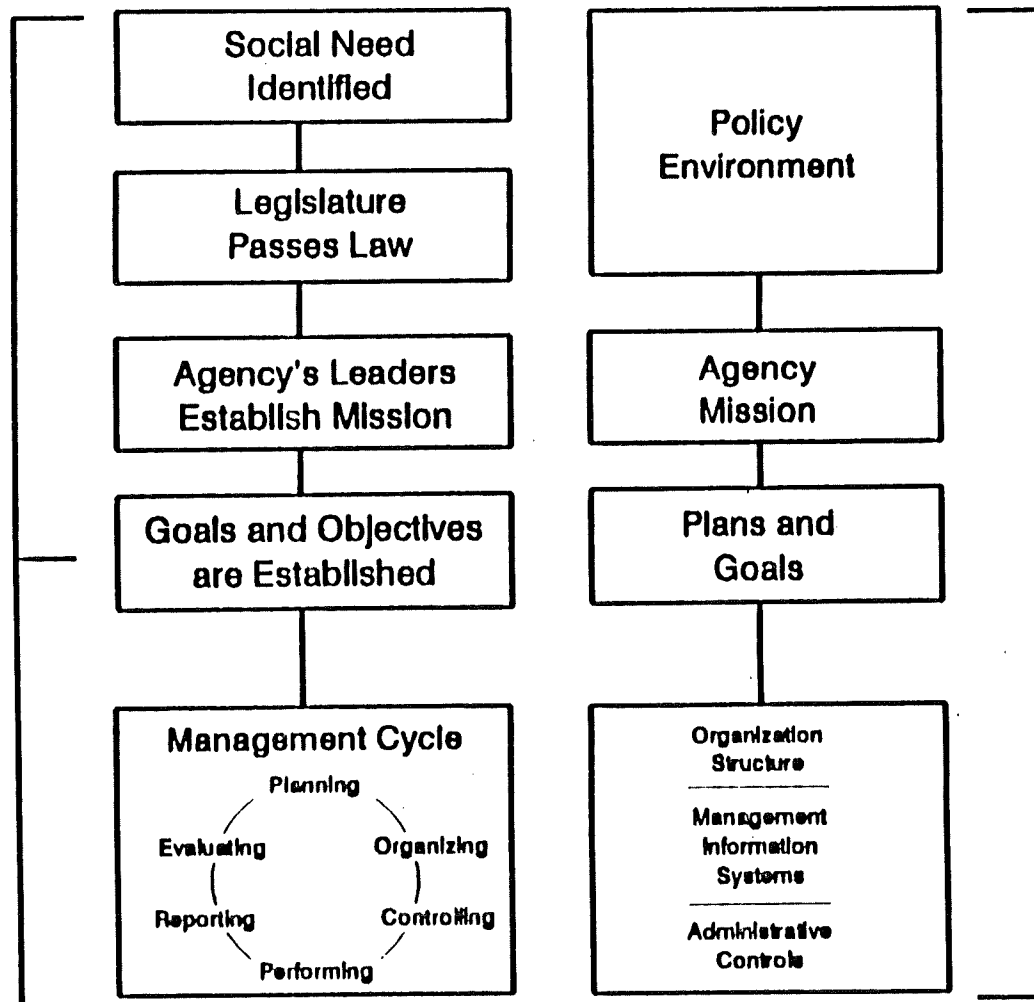 Social Need
Identified
Legislature
Passes Law
Agency's Leaders
Establish Mission
Goals and Objectives
are Established
Management Cycle
Planning
Evaluating
Organizing
Reporting
Controlling
Performing
Policy
Environment
Agency
Mission
Plans and
Goals
Organization
Structure
Management
Information
Systems
Administrative
Controls